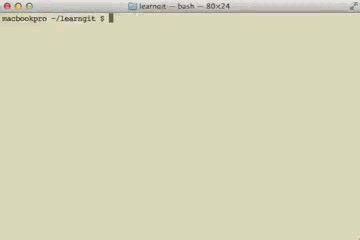 learngit — bash — 80×24
macbookpro ~/learngit $